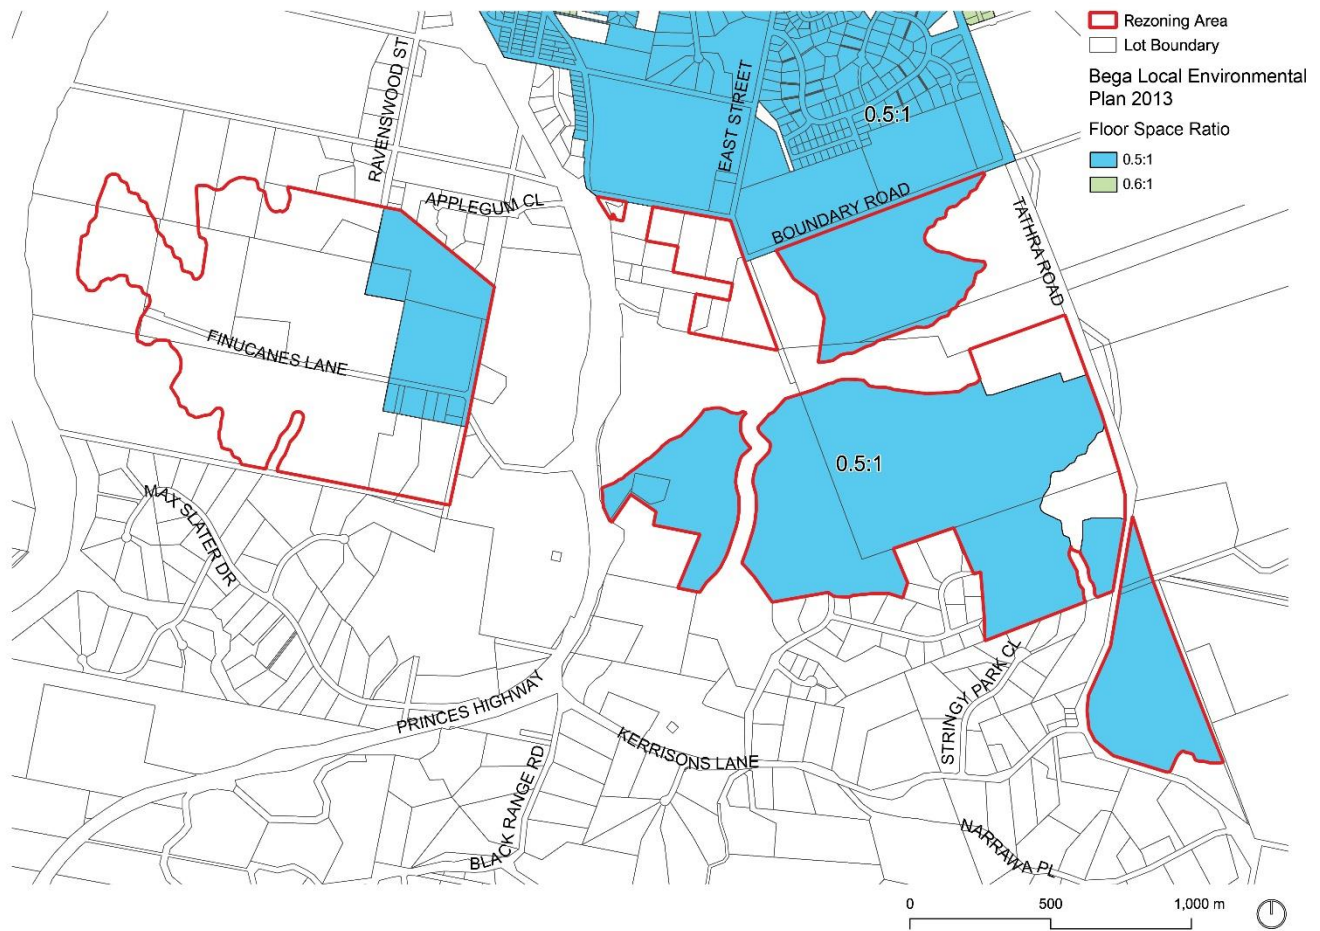 Rezoning Area
Lot Boundary
Bega Local Environmental
Plan 2013
Floor Space Ratio
0.5:1
0.6:1
RAVENSWOOD ST
EAST STREET
0.5:1
APPLEGUM CL
BOUNDARY ROAD
TATHRA ROAD
FINUCANES LANE
0.5:1
MAX SLATER DR
PRINCES HIGHWAY
STRINGY PARK CL
KERRISONS LANE
BLACK RANGE RD
NARRAWA PL
0 500 1,000 m